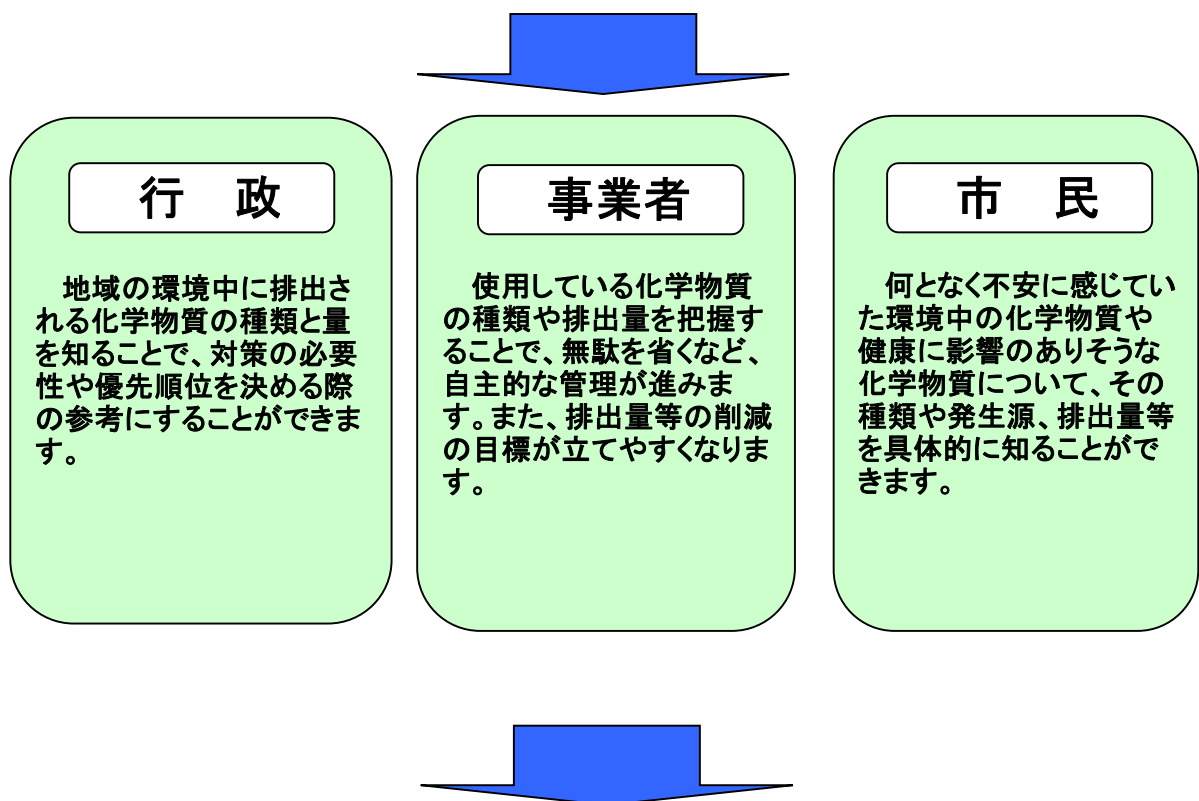 行　政
地域の環境中に排出さ
れる化学物質の種類と量
を知ることで、対策の必要
性や優先順位を決める際
の参考にすることができま
す。
事業者
使用している化学物質
の種類や排出量を把握す
ることで、無駄を省くなど、
自主的な管理が進みま
す。また、排出量等の削減
の目標が立てやすくなりま
す。
市　民
何となく不安に感じてい
た環境中の化学物質や
健康に影響のありそうな
化学物質について、その
種類や発生源、排出量等
を具体的に知ることがで
きます。